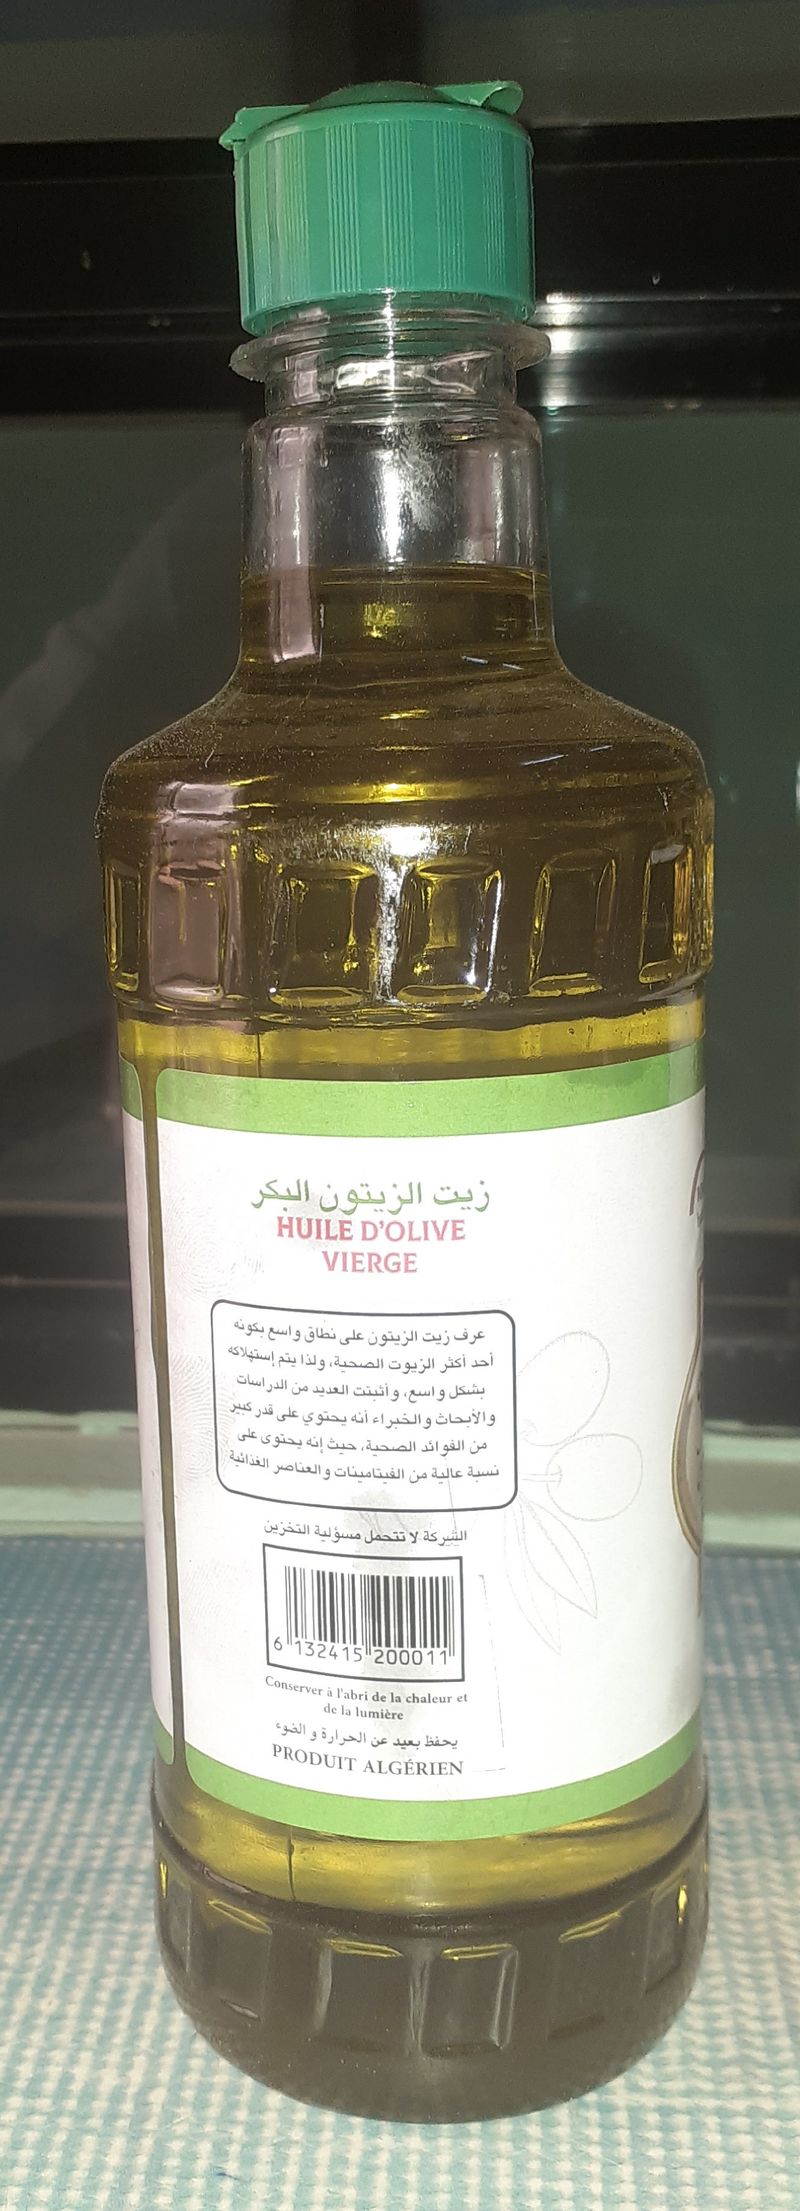 زيت الزيتون البكر
HUILE D'OLIVE
VIERGE
عرف زيت الزيتون على نطاق واسع بكونه
أحد أكثر الزيوت الصحية، ولذا يتم إستهلاكه
بشكل واسع، و أثبتت العديد من الدراسات
والأبحاث و الخبراء أنه يحتوي على قدر كبير
من الفوائد الصحية، حيث إنه يحتوى على
نسبة عالية من الفيتامينات و العناصر الغذائية
الشركة لا تتحمل مسؤلية التخزين
6 132415 200011
Conserver à l'abri de la chaleur et
de la lumière
يحفظ بعيد عن الحرارة و الضوء
PRODUIT ALGÉRIEN